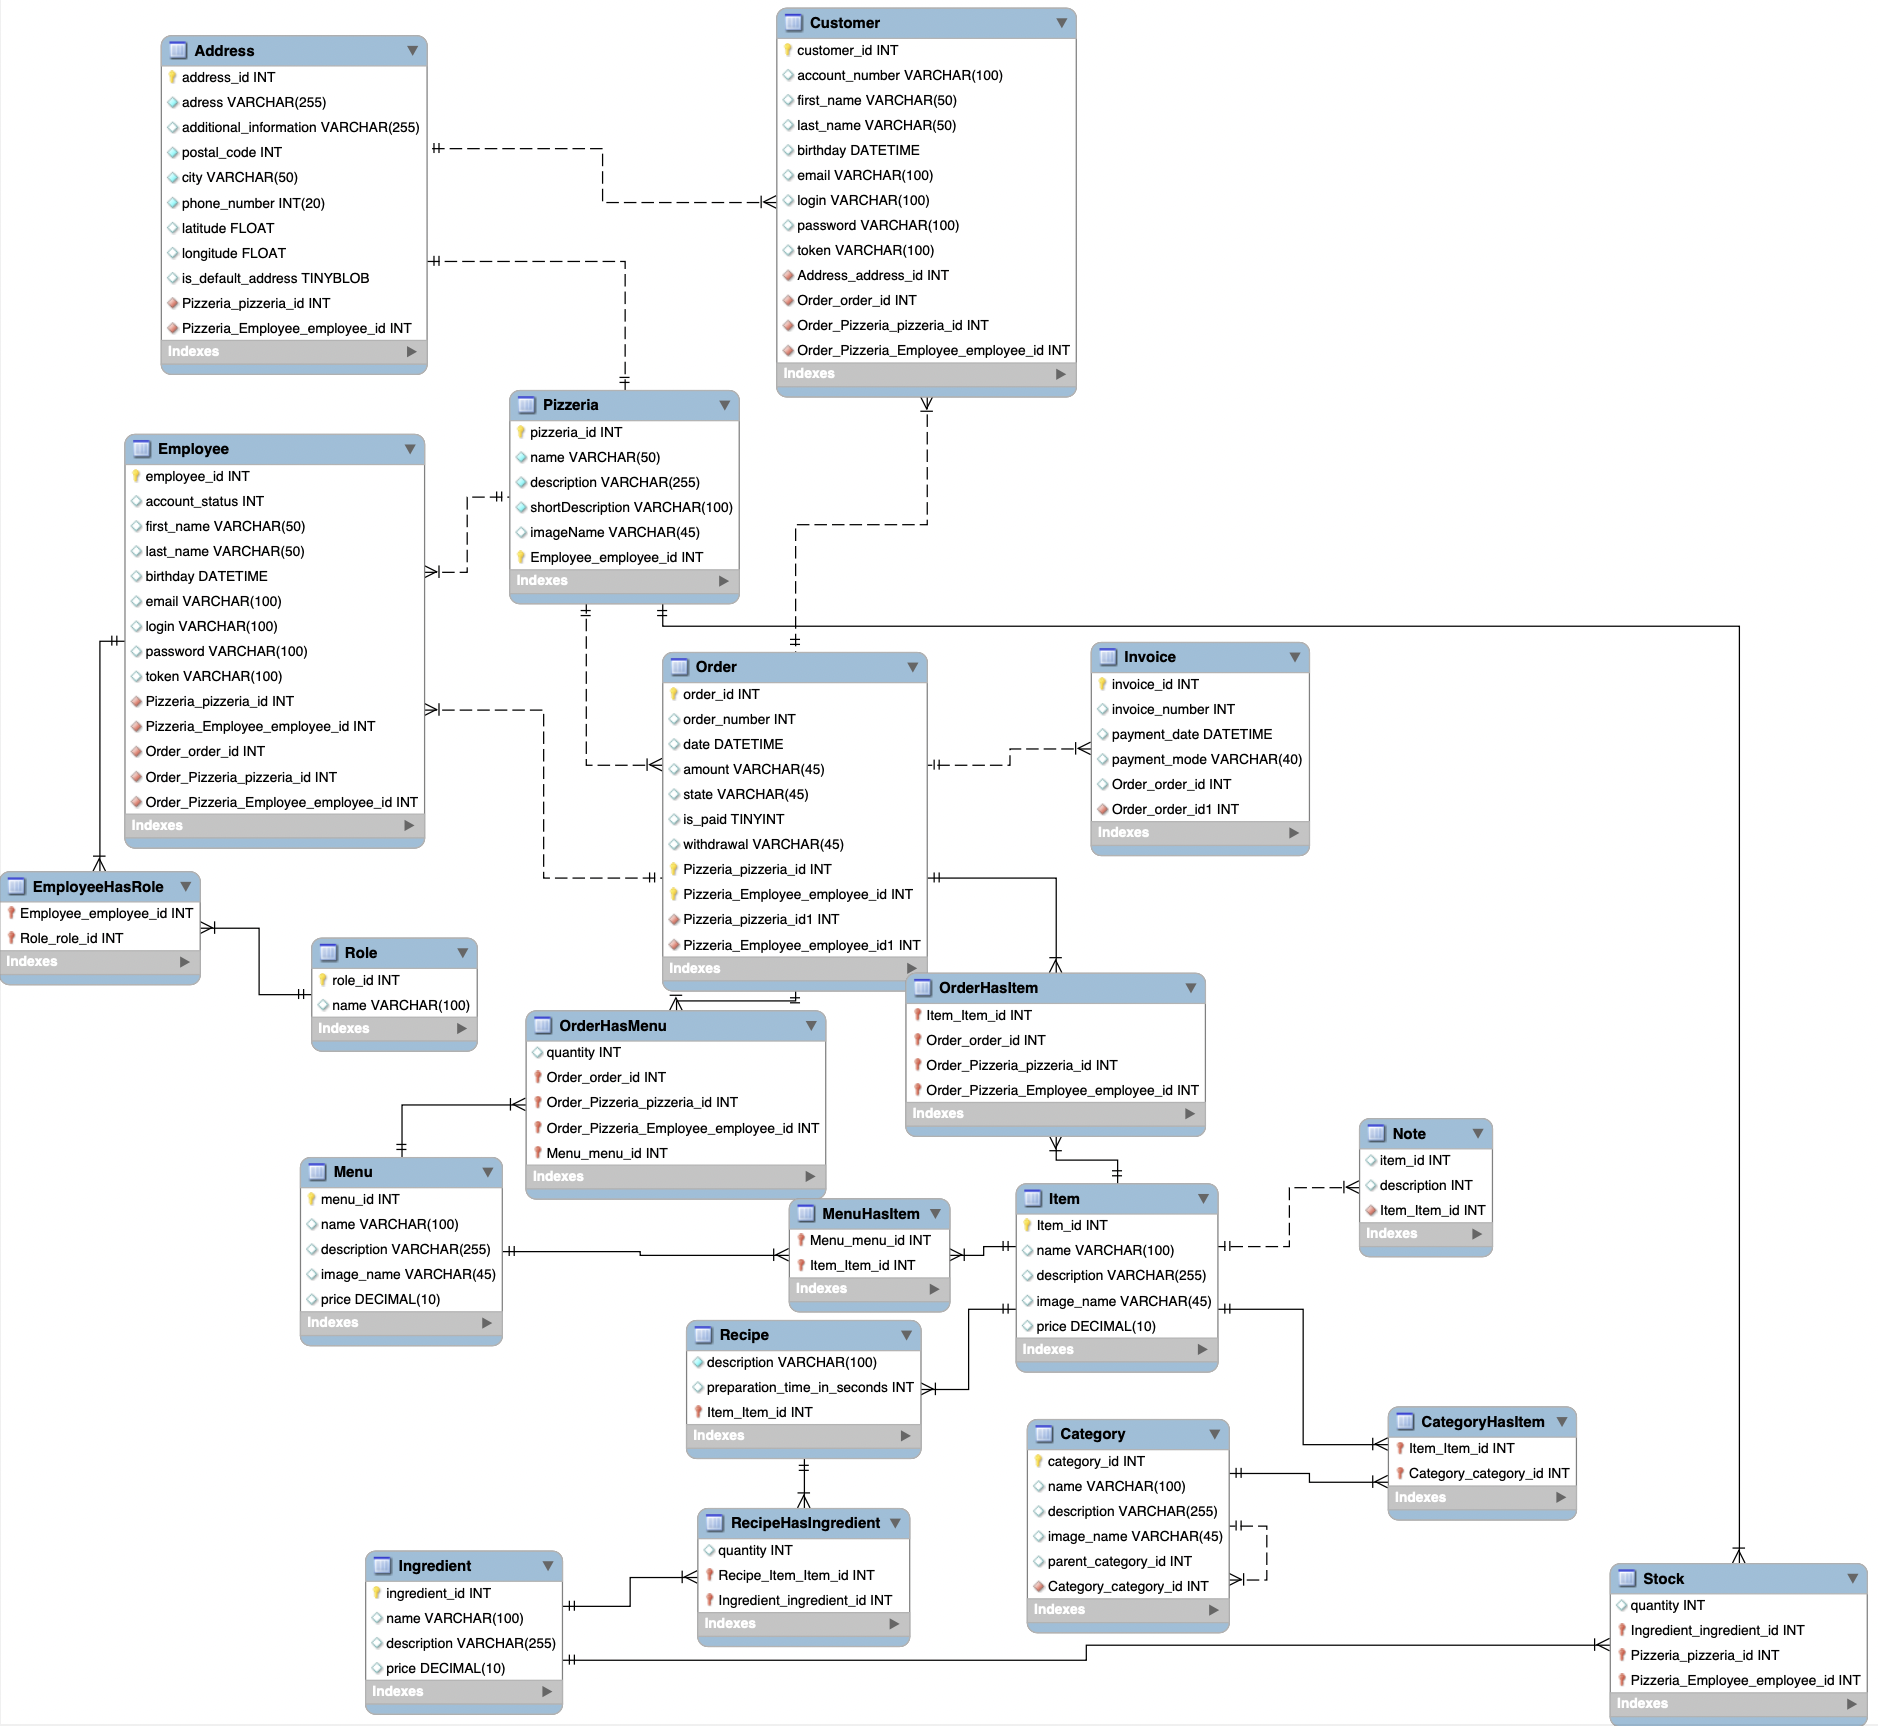 Address
address_id INT
adress VARCHAR(255)
additional_information VARCHAR(255)
postal_code INT
city VARCHAR(50)
phone_number INT(20)
latitude FLOAT
longitude FLOAT
is_default_address TINYBLOB
Pizzeria_pizzeria_id INT
Pizzeria_Employee_employee_id INT
Indexes
Customer
customer_id INT
account_number VARCHAR(100)
first_name VARCHAR(50)
last_name VARCHAR(50)
birthday DATETIME
email VARCHAR(100)
login VARCHAR(100)
password VARCHAR(100)
token VARCHAR(100)
Address_address_id INT
Order_order_id INT
Order_Pizzeria_pizzeria_id INT
Order_Pizzeria_Employee_employee_id INT
Indexes
Pizzeria
pizzeria_id INT
name VARCHAR(50)
description VARCHAR(255)
shortDescription VARCHAR(100)
imageName VARCHAR(45)
Employee_employee_id INT
Indexes
Employee
employee_id INT
account_status INT
first_name VARCHAR(50)
last_name VARCHAR(50)
birthday DATETIME
email VARCHAR(100)
login VARCHAR(100)
password VARCHAR(100)
token VARCHAR(100)
Pizzeria_pizzeria_id INT
Pizzeria_Employee_employee_id INT
Order_order_id INT
Order_Pizzeria_pizzeria_id INT
Order_Pizzeria_Employee_employee_id INT
Indexes
Order
order_id INT
order_number INT
date DATETIME
amount VARCHAR(45)
state VARCHAR(45)
is_paid TINYINT
withdrawal VARCHAR(45)
Pizzeria_pizzeria_id INT
Pizzeria_Employee_employee_id INT
Pizzeria_pizzeria_id1 INT
Pizzeria_Employee_employee_id1 INT
Indexes
Invoice
invoice_id INT
invoice_number INT
payment_date DATETIME
payment_mode VARCHAR(40)
Order_order_id INT
Order_order_id1 INT
Indexes
EmployeeHasRole
Employee_employee_id INT
Role_role_id INT
Indexes
Role
role_id INT
name VARCHAR(100)
Indexes
OrderHasMenu
quantity INT
Order_order_id INT
Order_Pizzeria_pizzeria_id INT
Order_Pizzeria_Employee_employee_id INT
Menu_menu_id INT
Indexes
OrderHasItem
Item_Item_id INT
Order_order_id INT
Order_Pizzeria_pizzeria_id INT
Order_Pizzeria_Employee_employee_id INT
Indexes
Note
item_id INT
description INT
Item_Item_id INT
Indexes
Menu
menu_id INT
name VARCHAR(100)
description VARCHAR(255)
image_name VARCHAR(45)
price DECIMAL(10)
Indexes
MenuHasItem
Menu_menu_id INT
Item_Item_id INT
Indexes
Item
Item_id INT
name VARCHAR(100)
description VARCHAR(255)
image_name VARCHAR(45)
price DECIMAL(10)
Indexes
Recipe
description VARCHAR(100)
preparation_time_in_seconds INT
Item_Item_id INT
Indexes
Category
category_id INT
name VARCHAR(100)
description VARCHAR(255)
image_name VARCHAR(45)
parent_category_id INT
Category_category_id INT
Indexes
CategoryHasItem
Item_Item_id INT
Category_category_id INT
Indexes
RecipeHasIngredient
quantity INT
Recipe_Item_Item_id INT
Ingredient_ingredient_id INT
Indexes
Ingredient
ingredient_id INT
name VARCHAR(100)
description VARCHAR(255)
price DECIMAL(10)
Indexes
Stock
quantity INT
Ingredient_ingredient_id INT
Pizzeria_pizzeria_id INT
Pizzeria_Employee_employee_id INT
Indexes